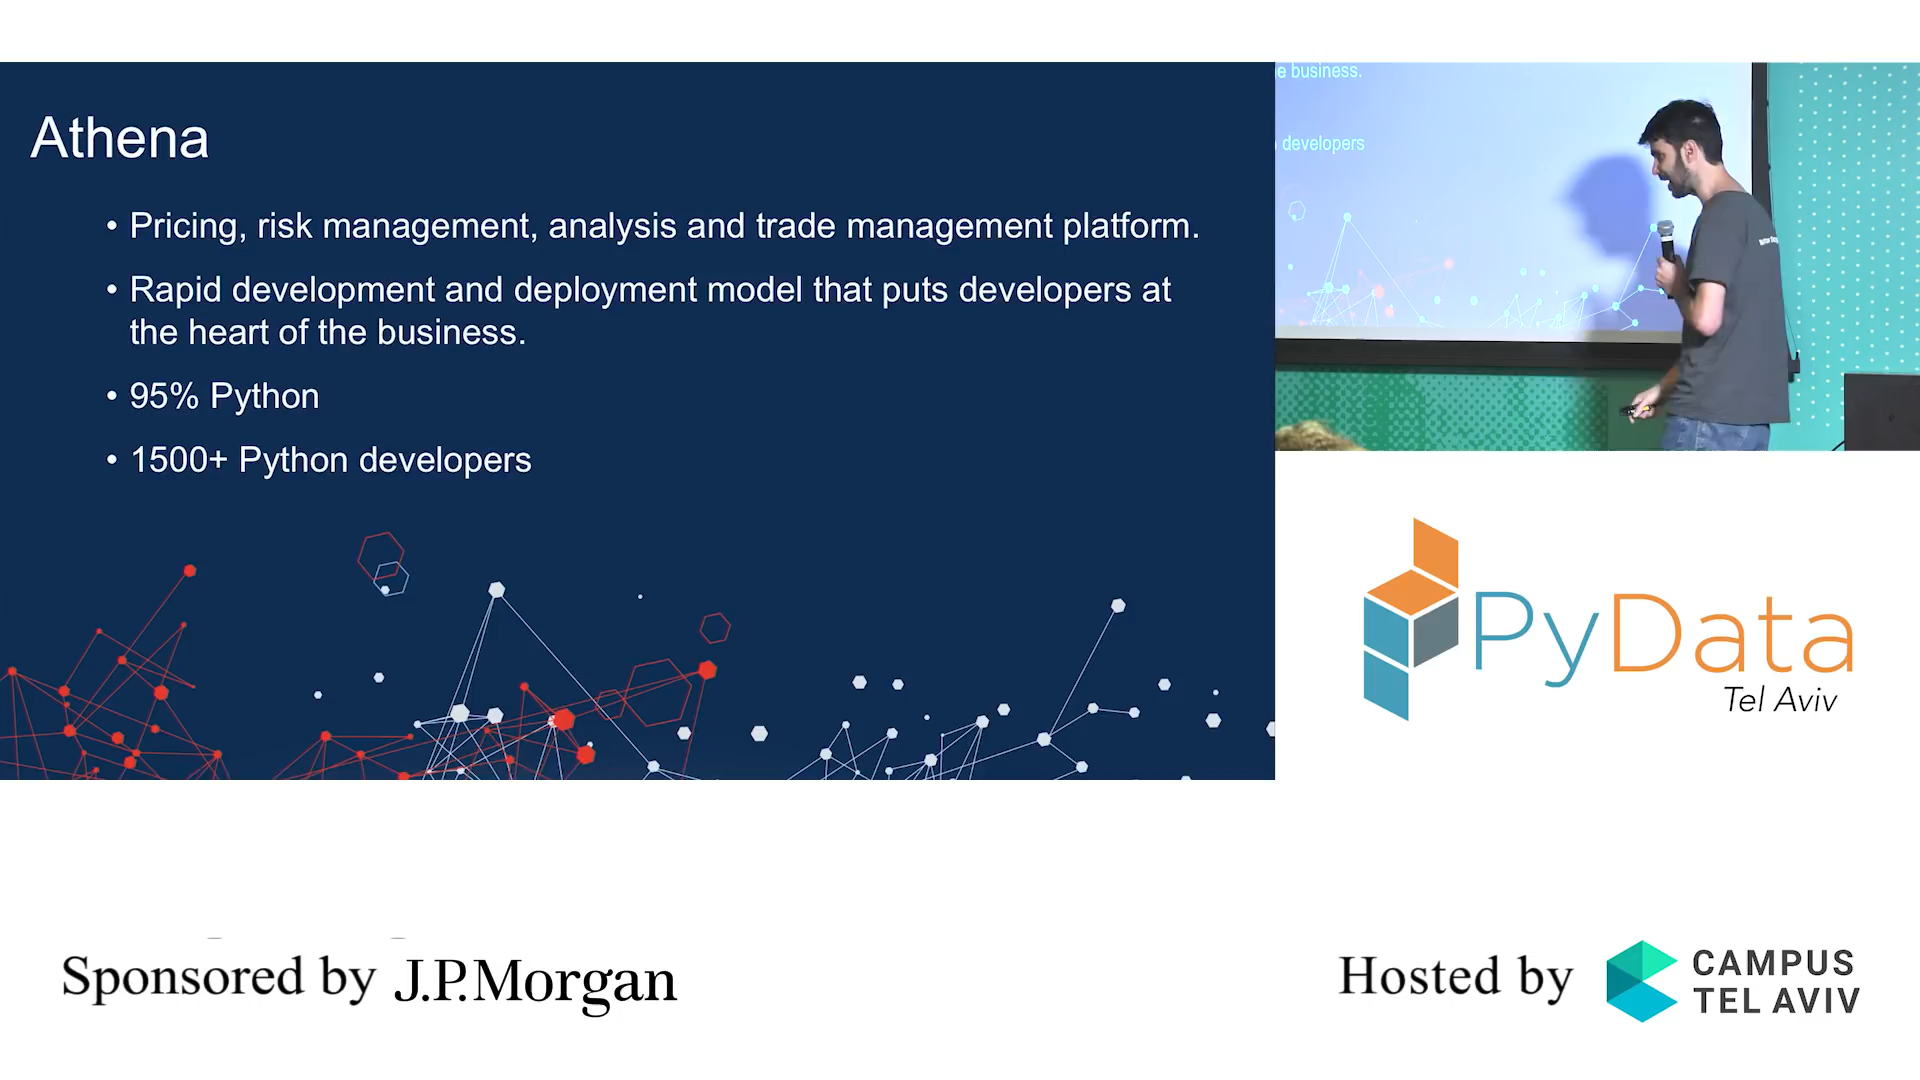 Athena
• Pricing, risk management, analysis and trade management platform.
• Rapid development and deployment model that puts developers at
the heart of the business.
• 95% Python
• 1500+ Python developers
e business.
developers
PyData
Tel Aviv
Sponsored by J.P.Morgan
Hosted by
CAMPUS
TEL AVIV